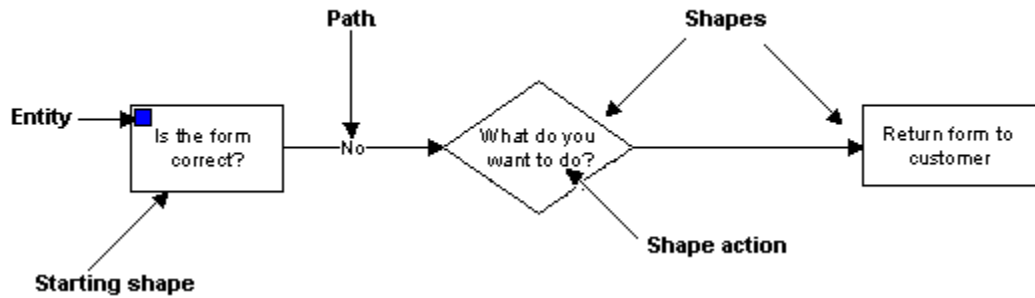 Path
Shapes
Entity
Is the form
correct?
No
What do you
want to do?
Return form to
customer
Shape action
Starting shape